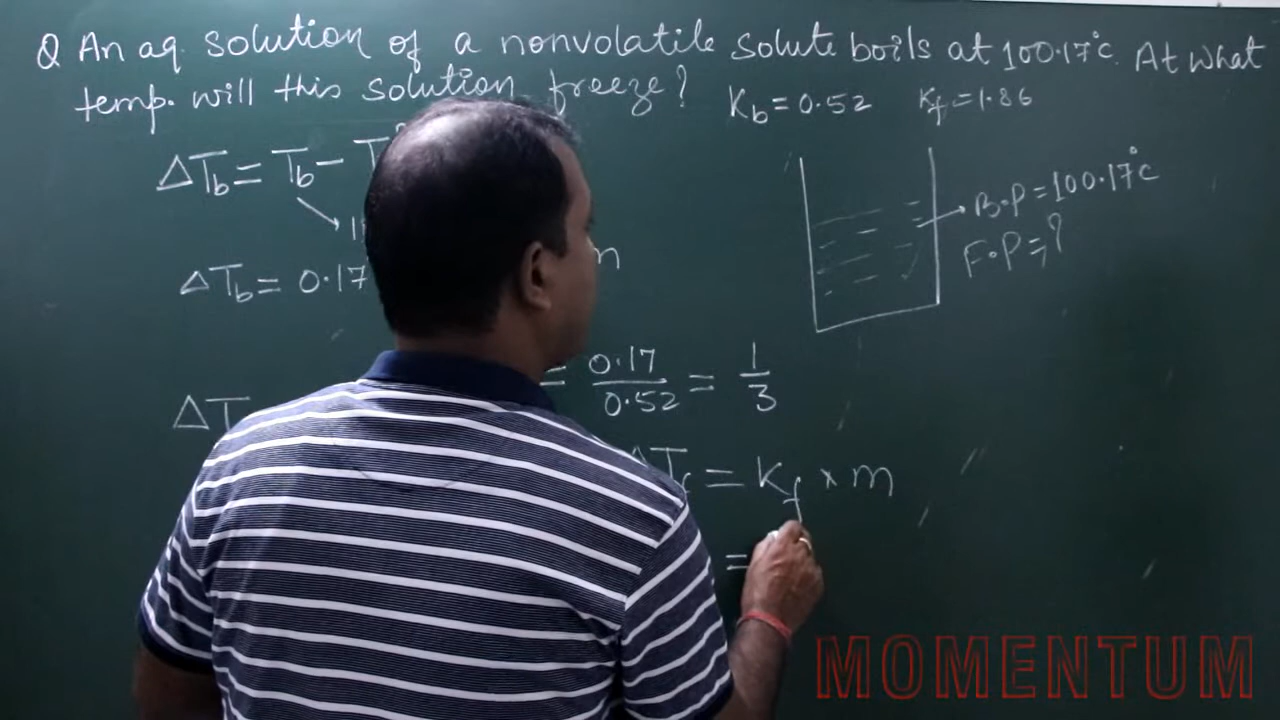 Q An aq. solution of a nonvolatile solute boils at 100.17°C. At what
temp. will this solution freeze? Kb = 0.52 Kf = 1.86
ΔTb = Tb - T°
ΔTb = 0.17 m
= 0.17/0.52 = 1/3
ΔT
ΔTf = Kf × m
=
B.P = 100.17°C
F.P = ?
MOMENTUM